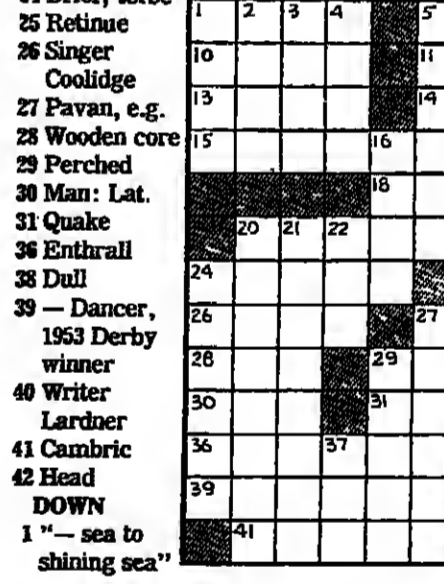 25 Retinue
26 Singer
Coolidge
27 Pavan, e.g.
28 Wooden core
29 Perched
30 Man: Lat.
31 Quake
36 Enthrall
38 Dull
39 — Dancer,
1953 Derby
winner
40 Writer
Lardner
41 Cambric
42 Head
DOWN
1 "— sea to
shining sea"
1 2 3 4 5
10 11
13 14
15 16
18
20 21 22
24
26 27
28 29
30 31
36 37
39
41